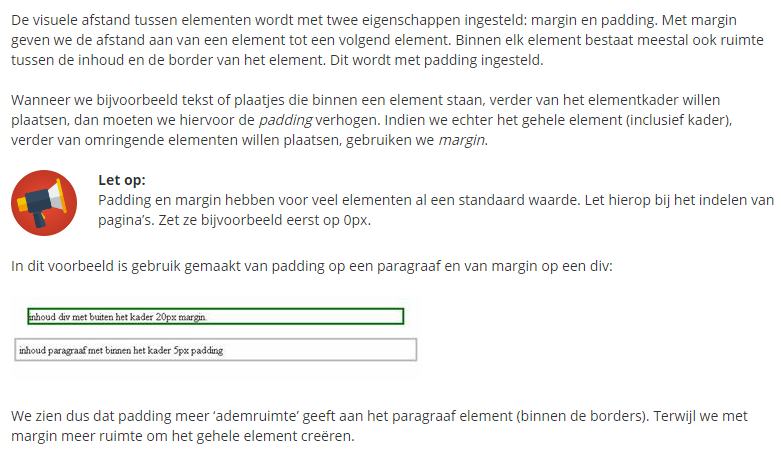 De visuele afstand tussen elementen wordt met twee eigenschappen ingesteld: margin en padding. Met margin
geven we de afstand aan van een element tot een volgend element. Binnen elk element bestaat meestal ook ruimte
tussen de inhoud en de border van het element. Dit wordt met padding ingesteld.
Wanneer we bijvoorbeeld tekst of plaatjes die binnen een element staan, verder van het elementkader willen
plaatsen, dan moeten we hiervoor de padding verhogen. Indien we echter het gehele element (inclusief kader),
verder van omringende elementen willen plaatsen, gebruiken we margin.
Let op:
Padding en margin hebben voor veel elementen al een standaard waarde. Let hierop bij het indelen van
pagina’s. Zet ze bijvoorbeeld eerst op 0px.
In dit voorbeeld is gebruik gemaakt van padding op een paragraaf en van margin op een div:
inhoud div met buiten het kader 20px margin.
inhoud paragraaf met binnen het kader 5px padding
We zien dus dat padding meer ‘ademruimte’ geeft aan het paragraaf element (binnen de borders). Terwijl we met
margin meer ruimte om het gehele element creëren.